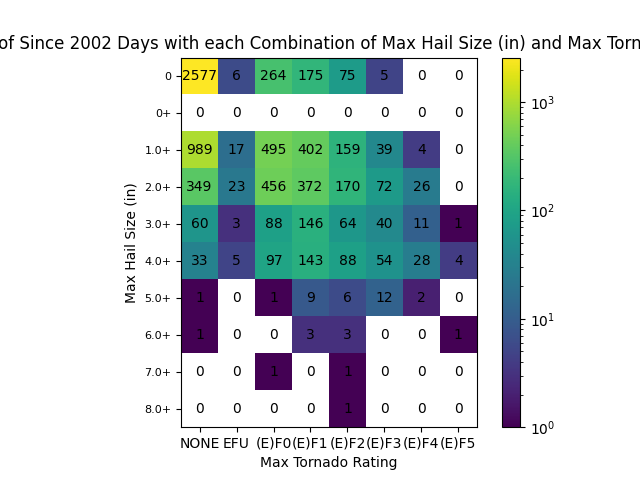 of Since 2002 Days with each Combination of Max Hail Size (in) and Max Torn
0 2577 6 264 175 75 5 0 0
0+ 0 0 0 0 0 0 0 0
1.0+ 989 17 495 402 159 39 4 0
2.0+ 349 23 456 372 170 72 26 0
3.0+ 60 3 88 146 64 40 11 1
4.0+ 33 5 97 143 88 54 28 4
5.0+ 1 0 1 9 6 12 2 0
6.0+ 1 0 0 3 3 0 0 1
7.0+ 0 0 1 0 1 0 0 0
8.0+ 0 0 0 0 1 0 0 0
NONE EFU (E)F0 (E)F1 (E)F2 (E)F3 (E)F4 (E)F5
Max Tornado Rating
Max Hail Size (in)
10³
10²
10¹
10⁰